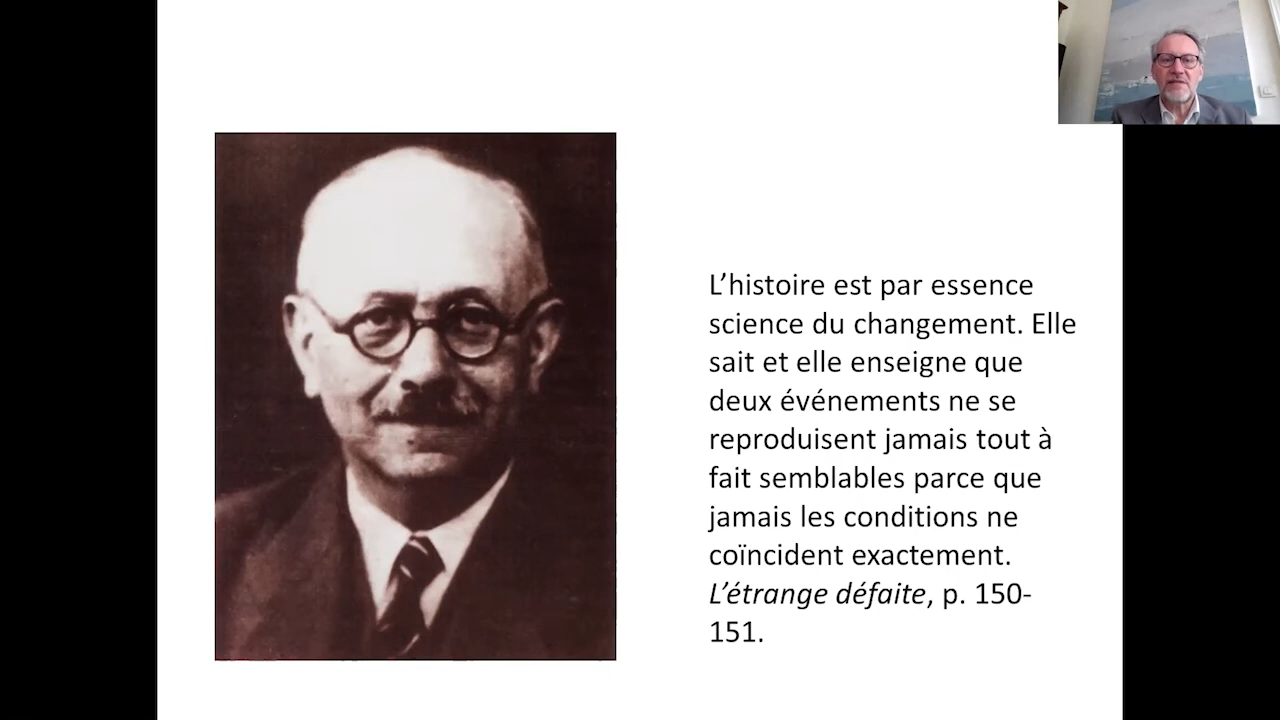 L’histoire est par essence
science du changement. Elle
sait et elle enseigne que
deux événements ne se
reproduisent jamais tout à
fait semblables parce que
jamais les conditions ne
coïncident exactement.
L’étrange défaite, p. 150-
151.